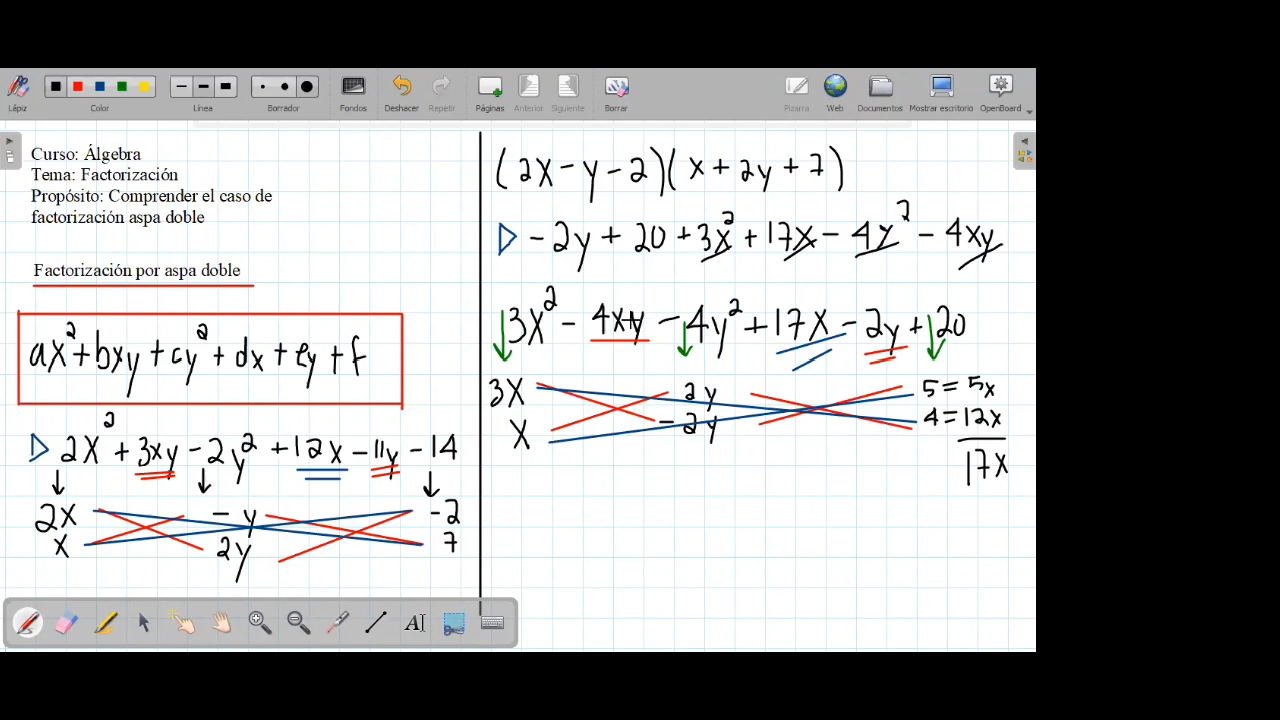 Lápiz Color Línea Borrador Fondos Deshacer Repetir Páginas Anterior Siguiente Borrar Pizarra Web Documentos Mostrar escritorio OpenBoard
Curso: Álgebra
Tema: Factorización
Propósito: Comprender el caso de
factorización aspa doble
Factorización por aspa doble
ax²+bxy+cy²+dx+ey+f
2x²+3xy-2y²+12x-11y-14
2x -y -2
x 2y 7
(2x-y-2)(x+2y+7)
-2y+20+3x²+17x-4y²-4xy
3x²-4xy-4y²+17x-2y+20
3x 2y 5=5x
x -2y 4=12x
17x
AI